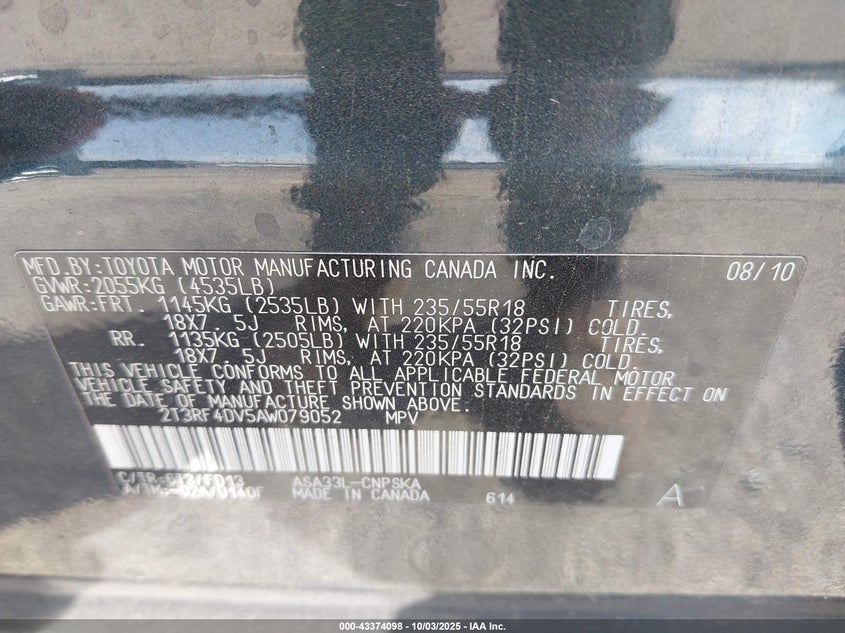 MFD.BY:TOYOTA MOTOR MANUFACTURING CANADA INC. 08/10
GVWR:2055KG (4535LB)
GAWR:FRT. 1145KG (2535LB) WITH 235/55R18 TIRES,
18X7. 5J RIMS, AT 220KPA (32PSI) COLD.
RR. 1135KG (2505LB) WITH 235/55R18 TIRES,
18X7. 5J RIMS, AT 220KPA (32PSI) COLD.
THIS VEHICLE CONFORMS TO ALL APPLICABLE FEDERAL MOTOR
VEHICLE SAFETY AND THEFT PREVENTION STANDARDS IN EFFECT ON
THE DATE OF MANUFACTURE SHOWN ABOVE.
2T3RF4DV5AW079052 MPV
C/TR: FD13 ASA33L-CNPSKA
MADE IN CANADA 614 A
000-43374098 - 10/03/2025 - IAA Inc.